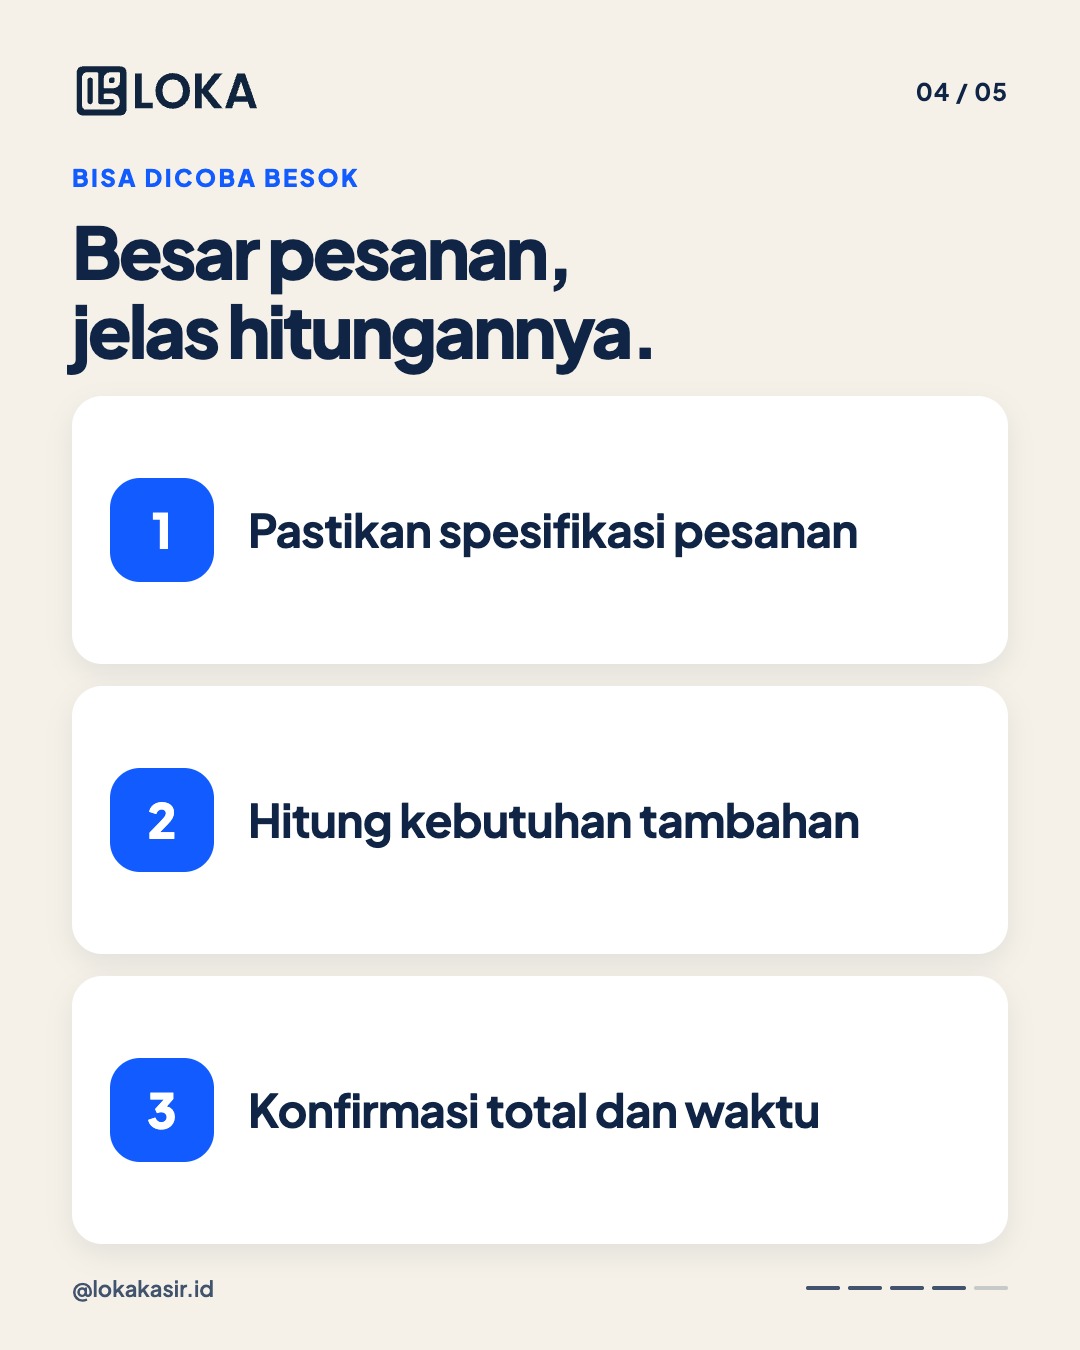 LOKA
04 / 05
BISA DICOBA BESOK
Besar pesanan,
jelas hitungannya.
1
Pastikan spesifikasi pesanan
2
Hitung kebutuhan tambahan
3
Konfirmasi total dan waktu
@lokakasir.id